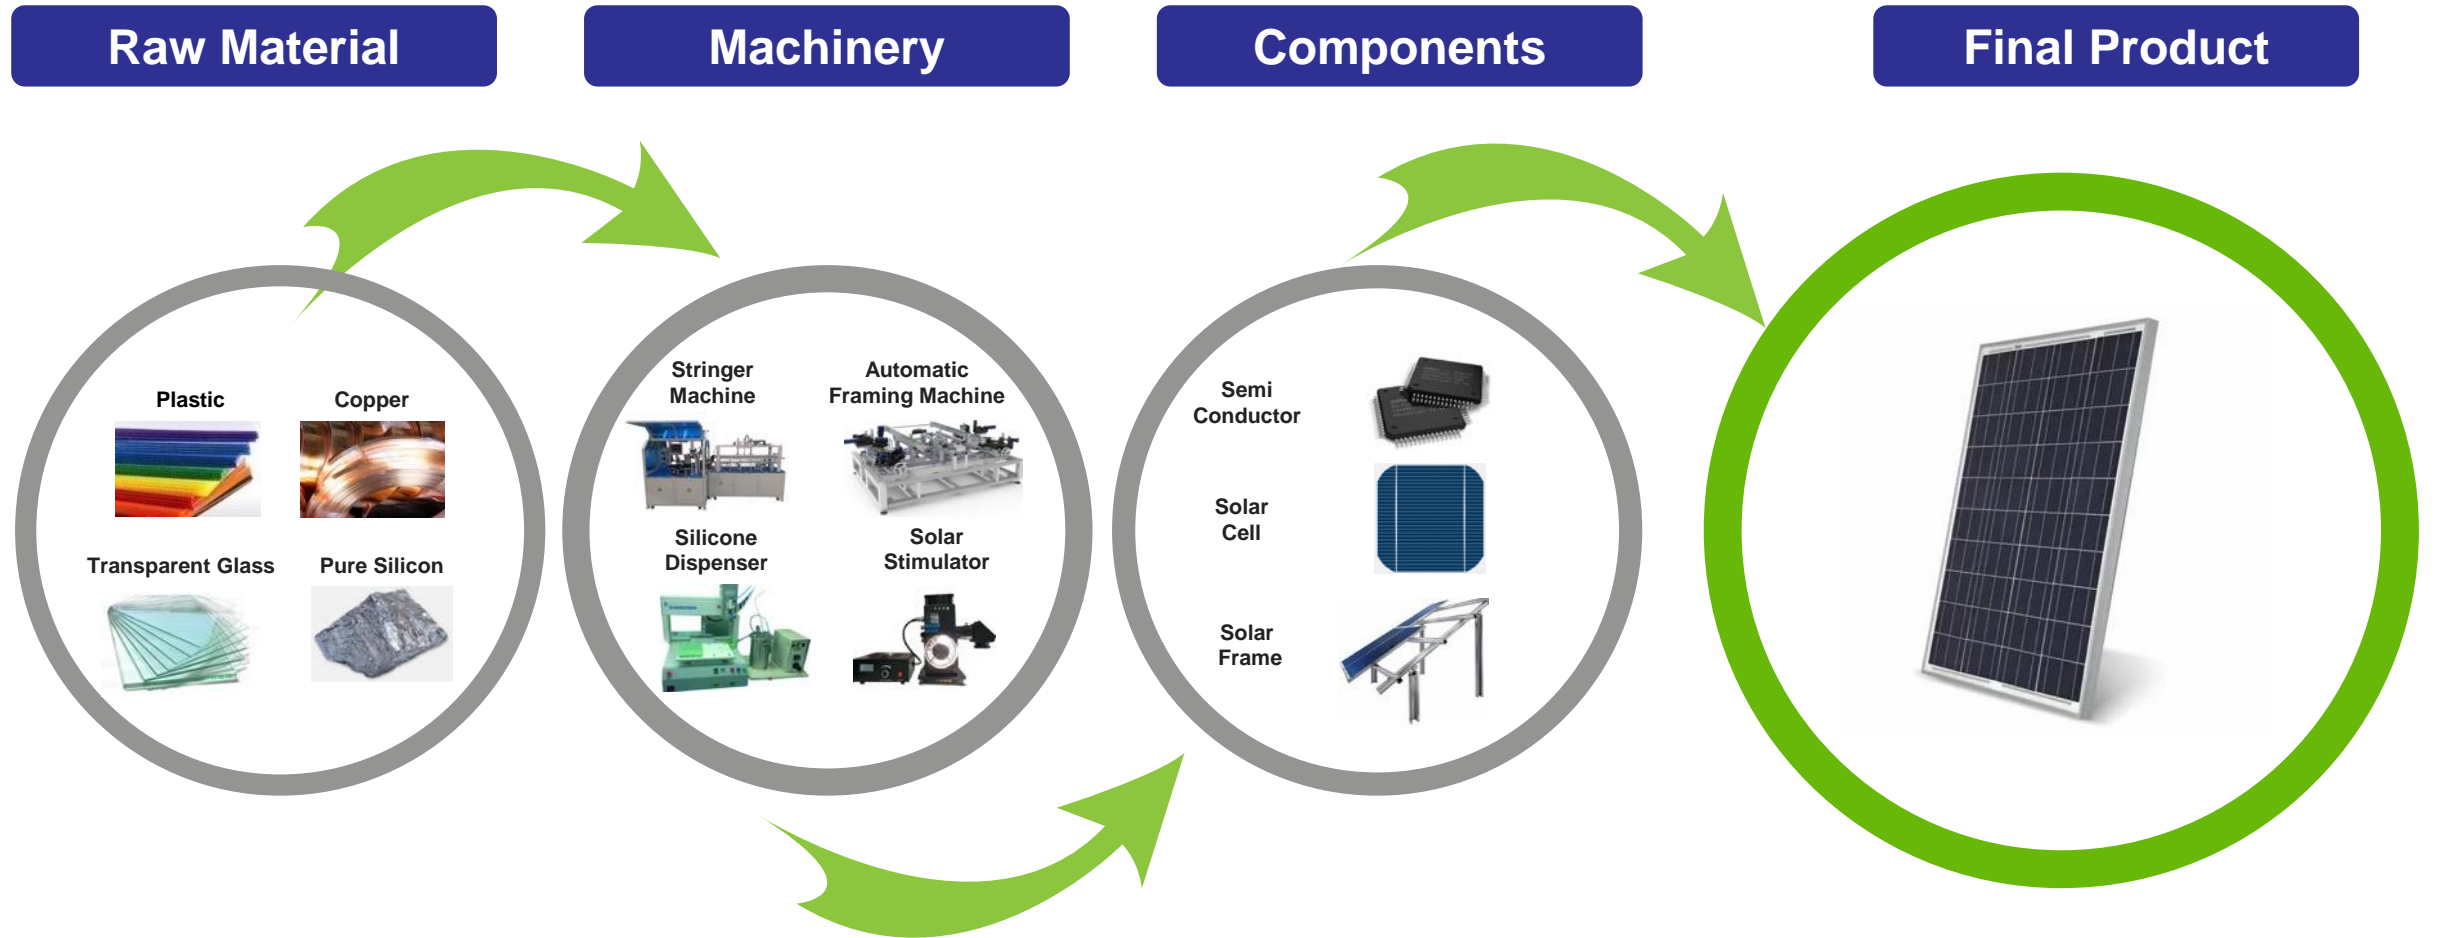 Raw Material
Machinery
Components
Final Product
Plastic
Copper
Transparent Glass
Pure Silicon
Stringer
Machine
Automatic
Framing Machine
Silicone
Dispenser
Solar
Stimulator
Semi
Conductor
Solar
Cell
Solar
Frame